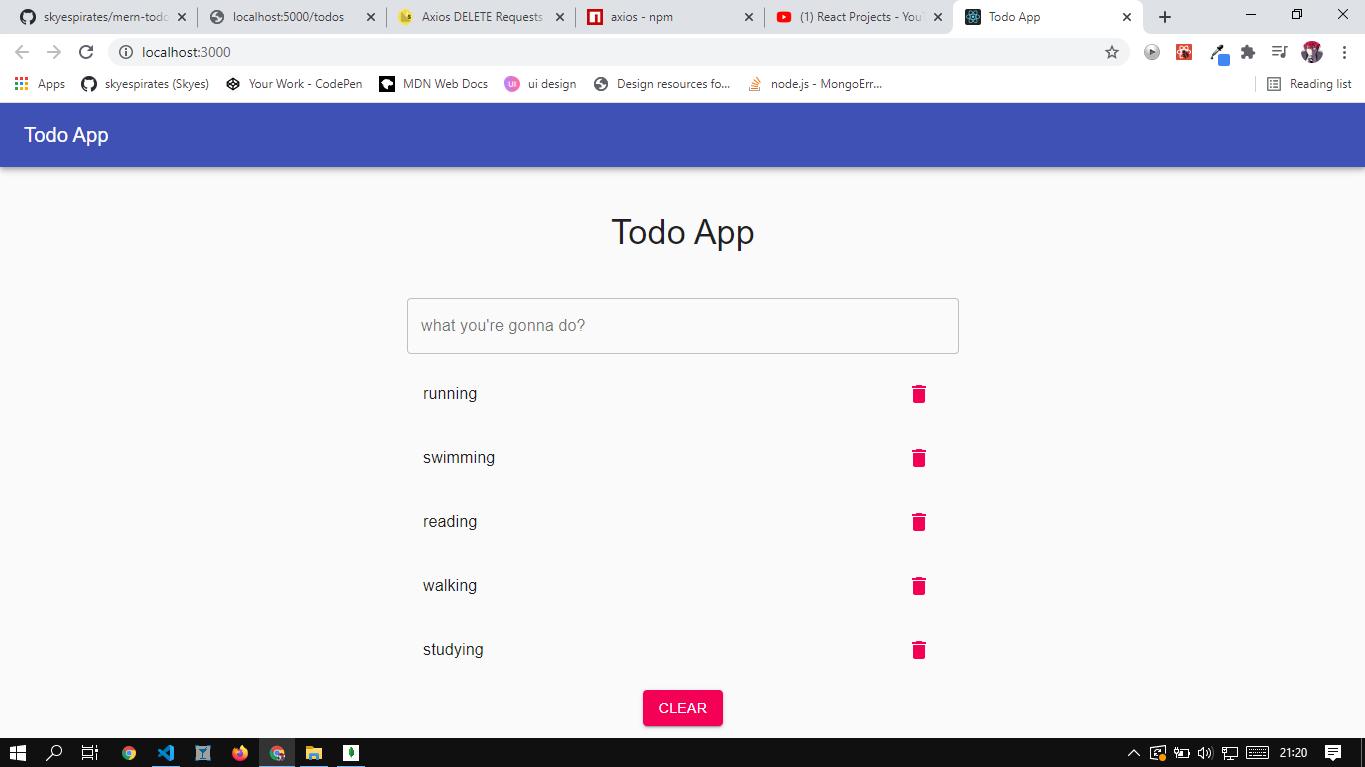 skyespirates/mern-todo
localhost:5000/todos
Axios DELETE Requests
axios - npm
(1) React Projects - YouT
Todo App
localhost:3000
Apps
skyespirates (Skyes)
Your Work - CodePen
MDN Web Docs
UI
ui design
Design resources fo...
node.js - MongoErr...
Reading list
Todo App
Todo App
what you're gonna do?
running
swimming
reading
walking
studying
CLEAR
21:20